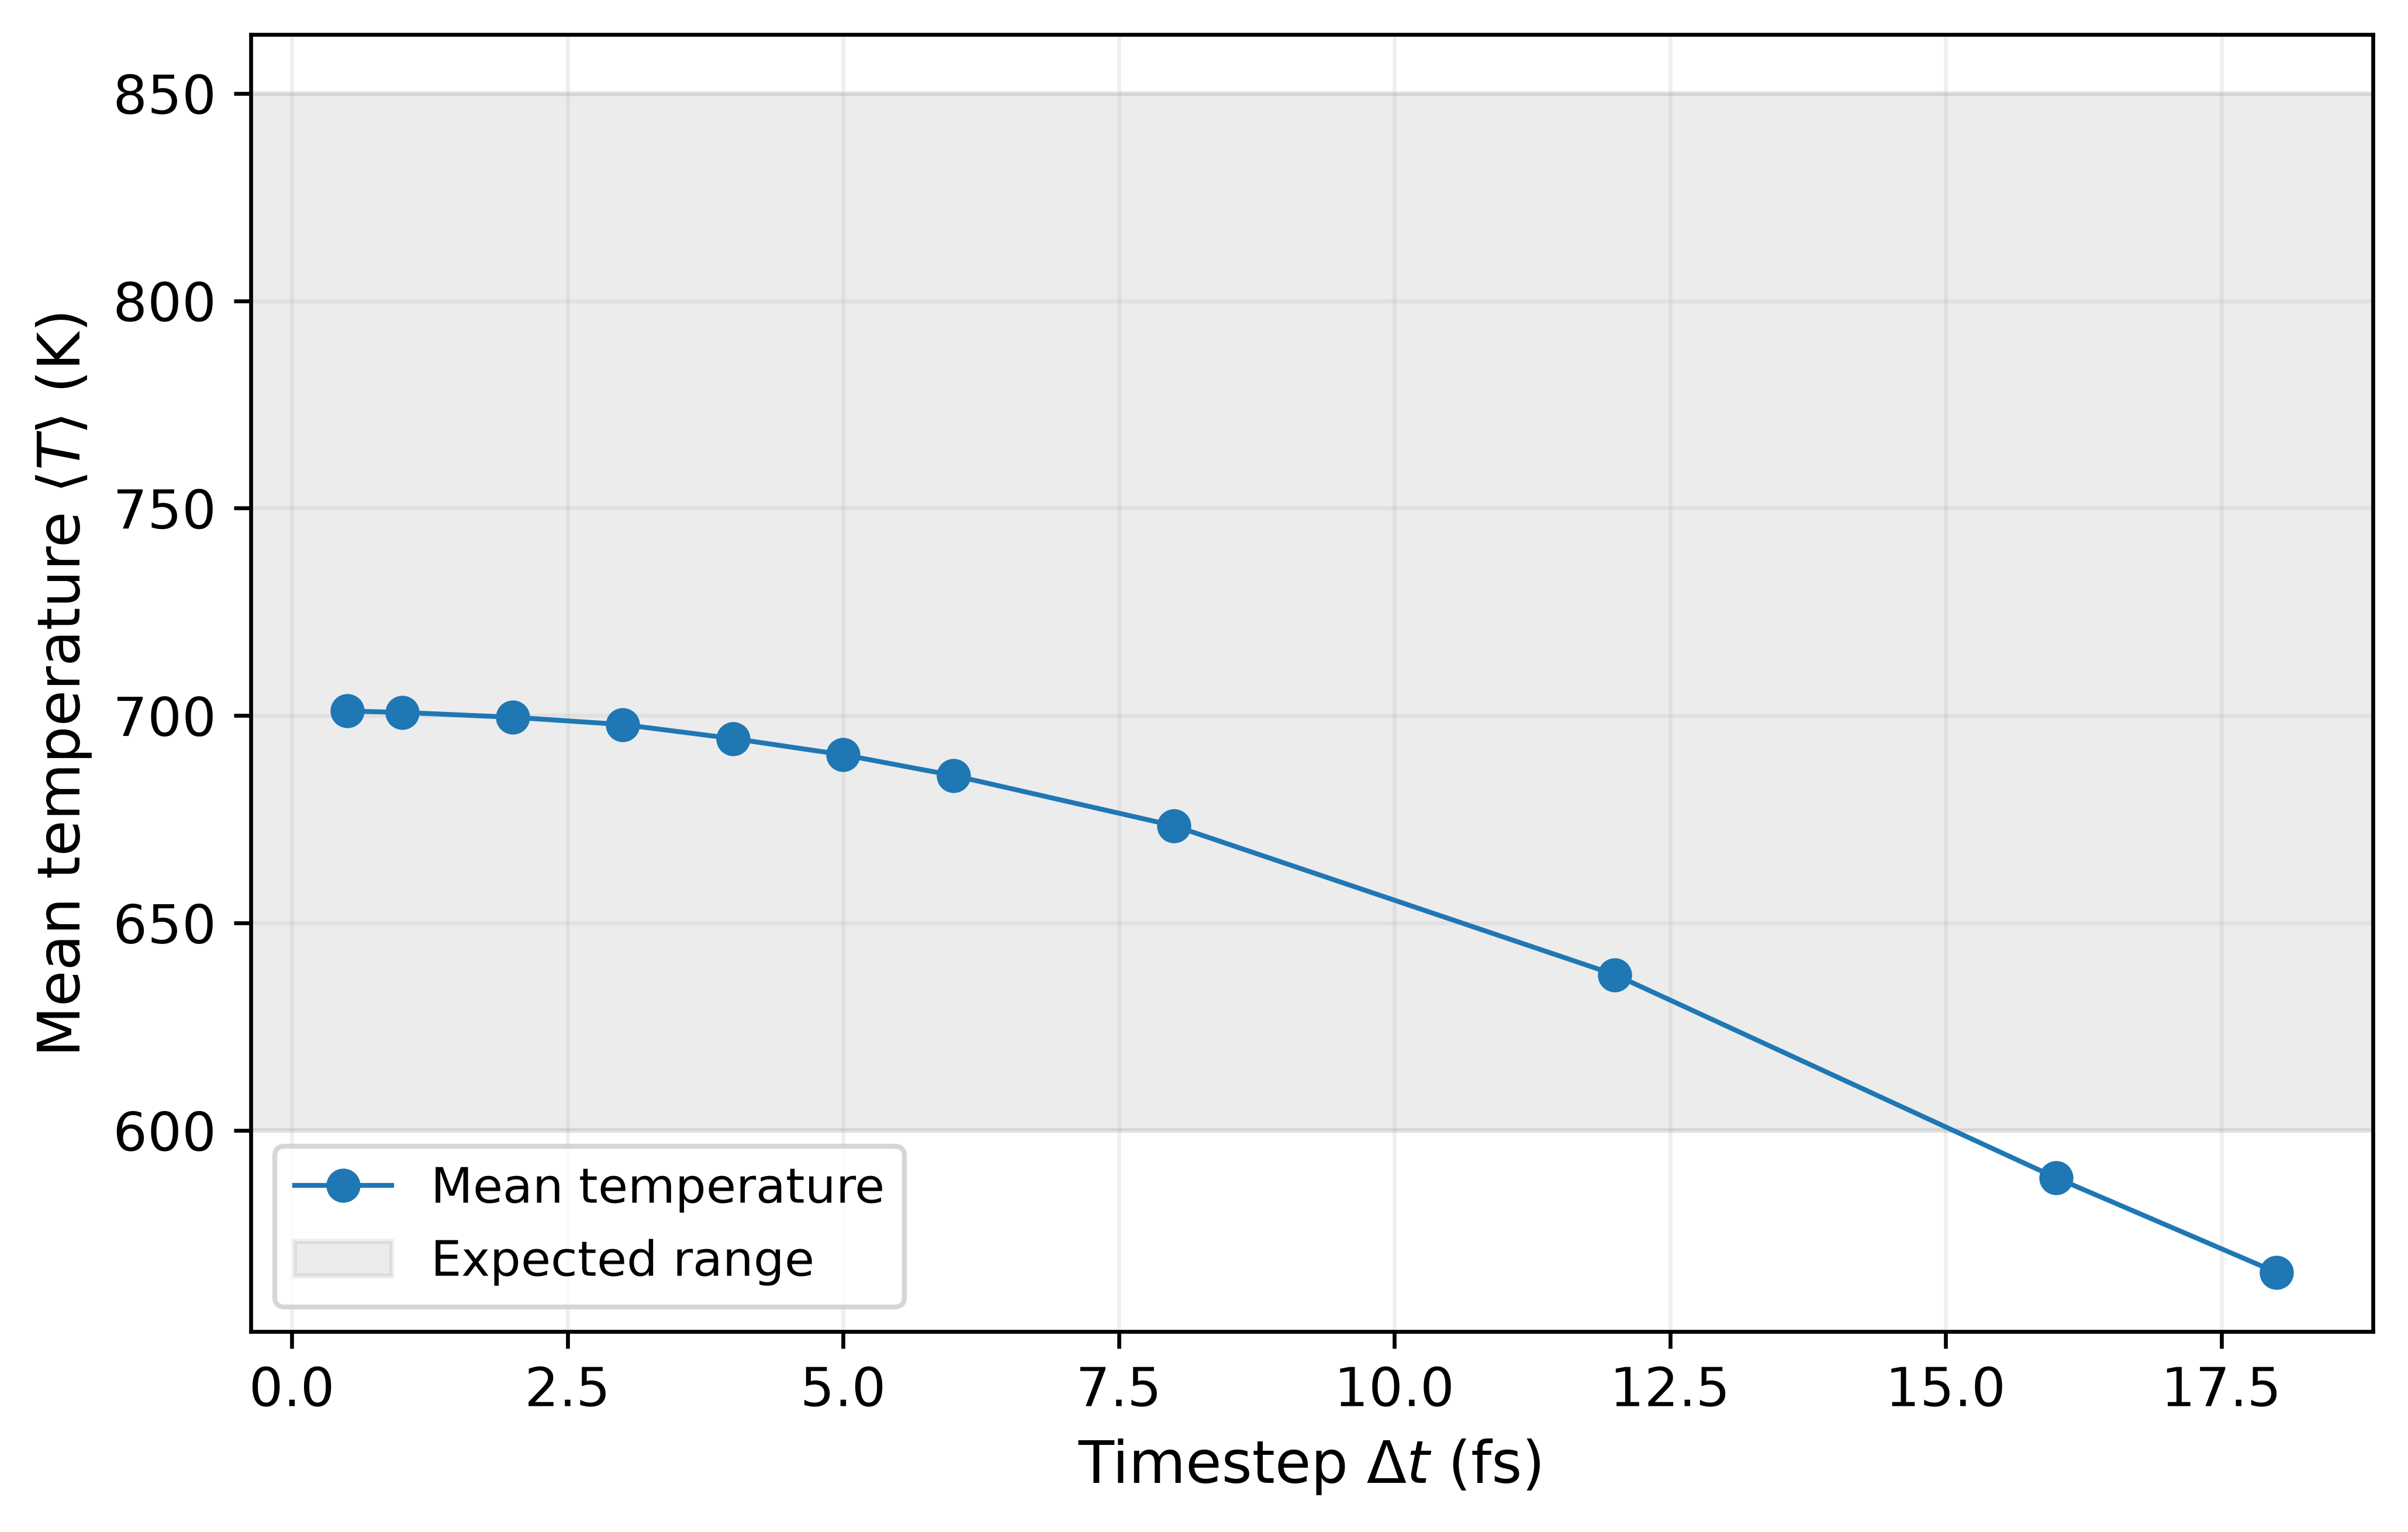 Mean temperature ⟨T⟩ (K)
850
800
750
700
650
600
Mean temperature
Expected range
0.0 2.5 5.0 7.5 10.0 12.5 15.0 17.5
Timestep Δt (fs)